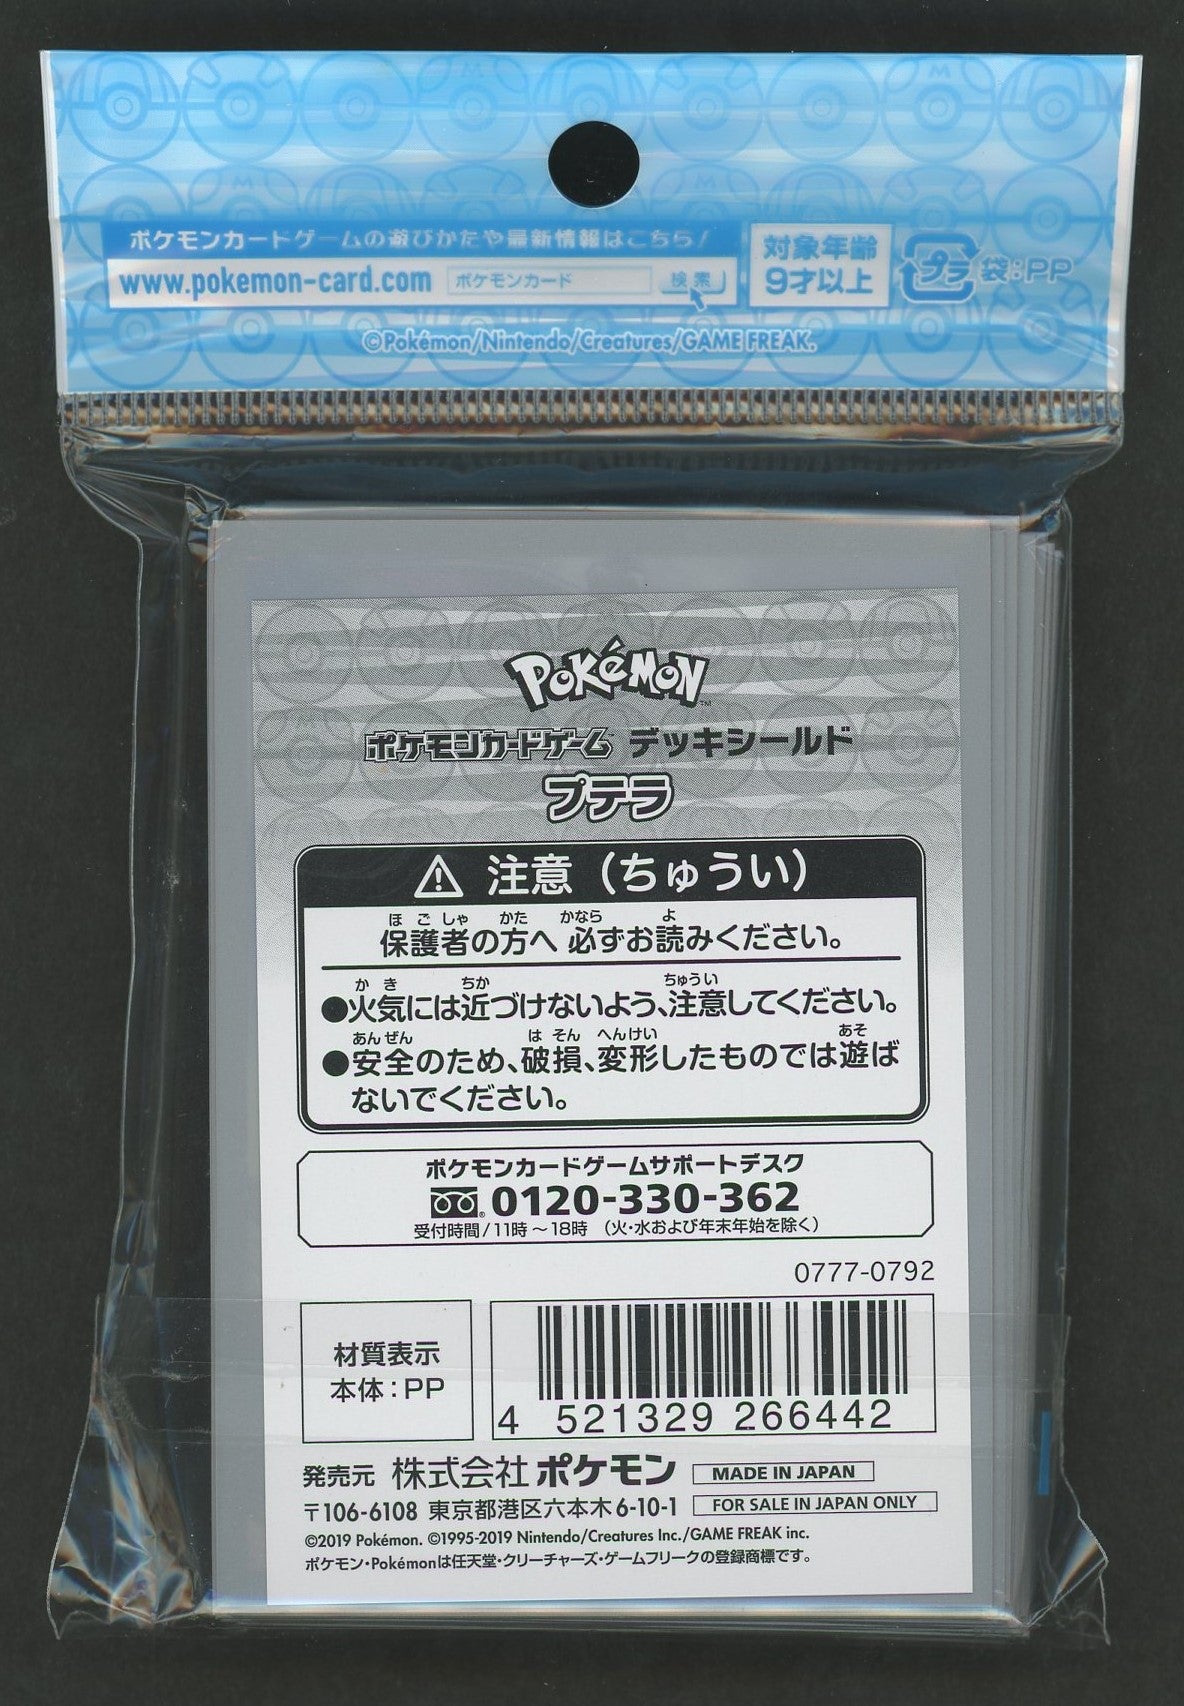 ポケモンカードゲームの遊びかたや最新情報はこちら!
www.pokemon-card.com ポケモンカード 検索
対象年齢
9才以上
プラ 袋:PP
©Pokémon/Nintendo/Creatures/GAME FREAK.
POKéMON™
ポケモンカードゲーム デッキシールド
プテラ
⚠ 注意(ちゅうい)
ほ ご しゃ かた かなら よ
保護者の方へ 必ずお読みください。
か き ちか ちゅうい
●火気には近づけないよう、注意してください。
あんぜん は そん へんけい あそ
●安全のため、破損、変形したものでは遊ば
ないでください。
ポケモンカードゲームサポートデスク
0120-330-362
受付時間/11時~18時 (火・水および年末年始を除く)
0777-0792
材質表示
本体:PP
4 521329 266442
発売元 株式会社ポケモン MADE IN JAPAN
〒106-6108 東京都港区六本木6-10-1 FOR SALE IN JAPAN ONLY
©2019 Pokémon. ©1995-2019 Nintendo/Creatures Inc./GAME FREAK inc.
ポケモン・Pokémonは任天堂・クリーチャーズ・ゲームフリークの登録商標です。